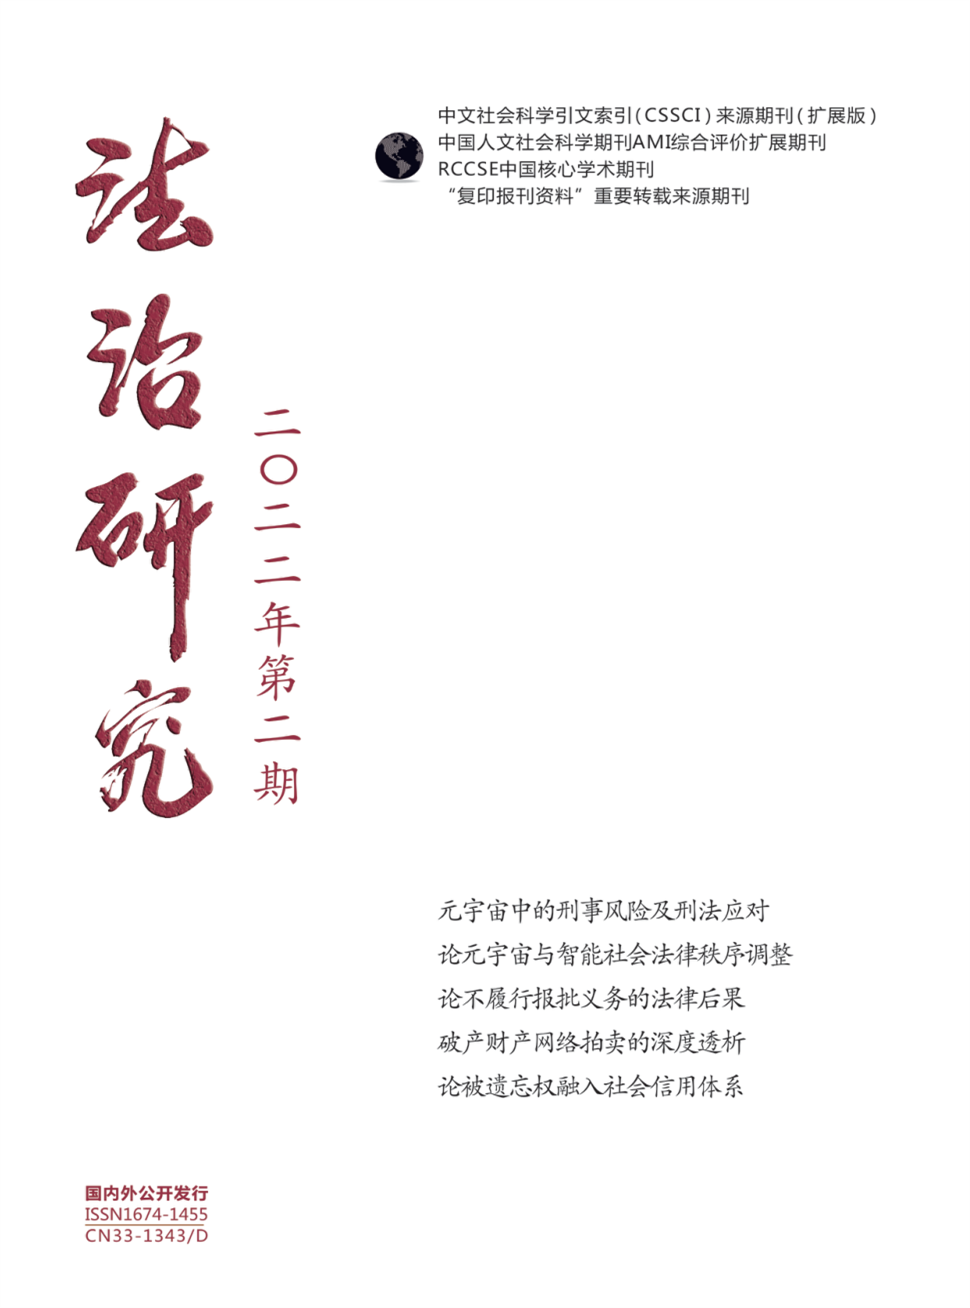 中文社会科学引文索引(CSSCI)来源期刊(扩展版)
中国人文社会科学期刊AMI综合评价扩展期刊
RCCSE中国核心学术期刊
“复印报刊资料”重要转载来源期刊
法治研究
二〇二二年第二期
元宇宙中的刑事风险及刑法应对
论元宇宙与智能社会法律秩序调整
论不履行报批义务的法律后果
破产财产网络拍卖的深度透析
论被遗忘权融入社会信用体系
国内外公开发行
ISSN1674-1455
CN33-1343/D